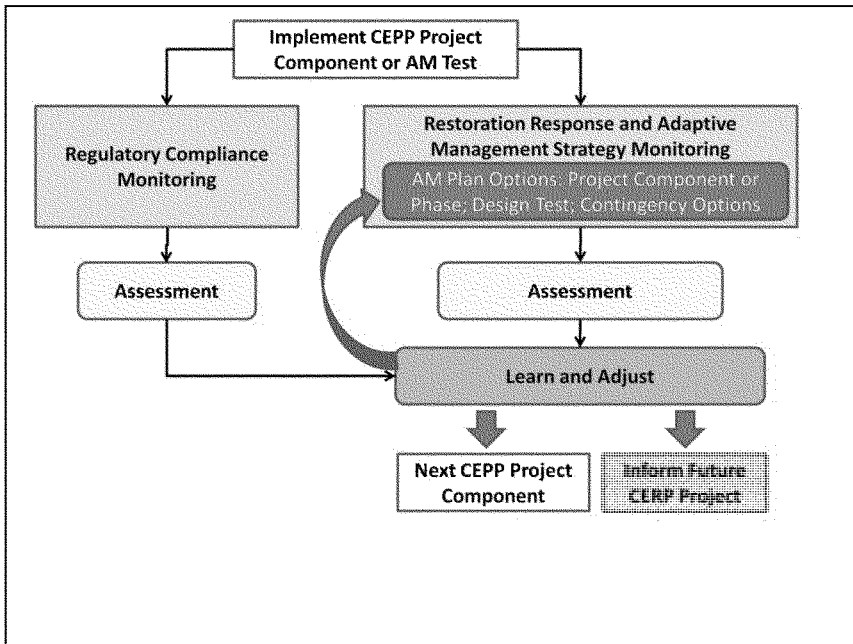 Implement CEPP Project
Component or AM Test
Regulatory Compliance
Monitoring
Restoration Response and Adaptive
Management Strategy Monitoring
AM Plan Options: Project Component or
Phase; Design Test; Contingency Options
Assessment
Assessment
Learn and Adjust
Next CEPP Project
Component
Inform Future
CERP Project